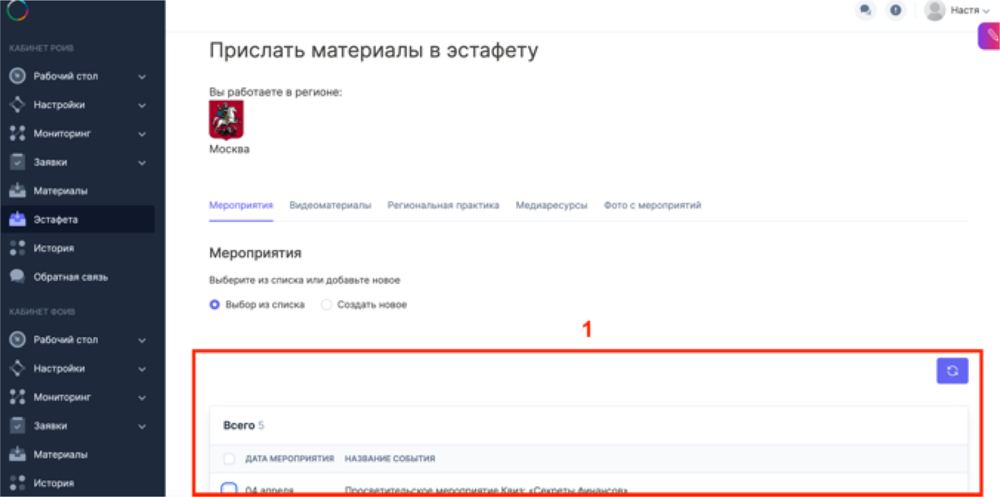 Настя
КАБИНЕТ РОИВ
Рабочий стол
Настройки
Мониторинг
Заявки
Материалы
Эстафета
История
Обратная связь
КАБИНЕТ ФОИВ
Рабочий стол
Настройки
Мониторинг
Заявки
Материалы
История
Прислать материалы в эстафету
Вы работаете в регионе:
Москва
Мероприятия Видеоматериалы Региональная практика Медиаресурсы Фото с мероприятий
Мероприятия
Выберите из списка или добавьте новое
Выбор из списка Создать новое
1
Всего 5
ДАТА МЕРОПРИЯТИЯ НАЗВАНИЕ СОБЫТИЯ
04 апреля Просветительское мероприятие Квиз: «Секреты финансов»